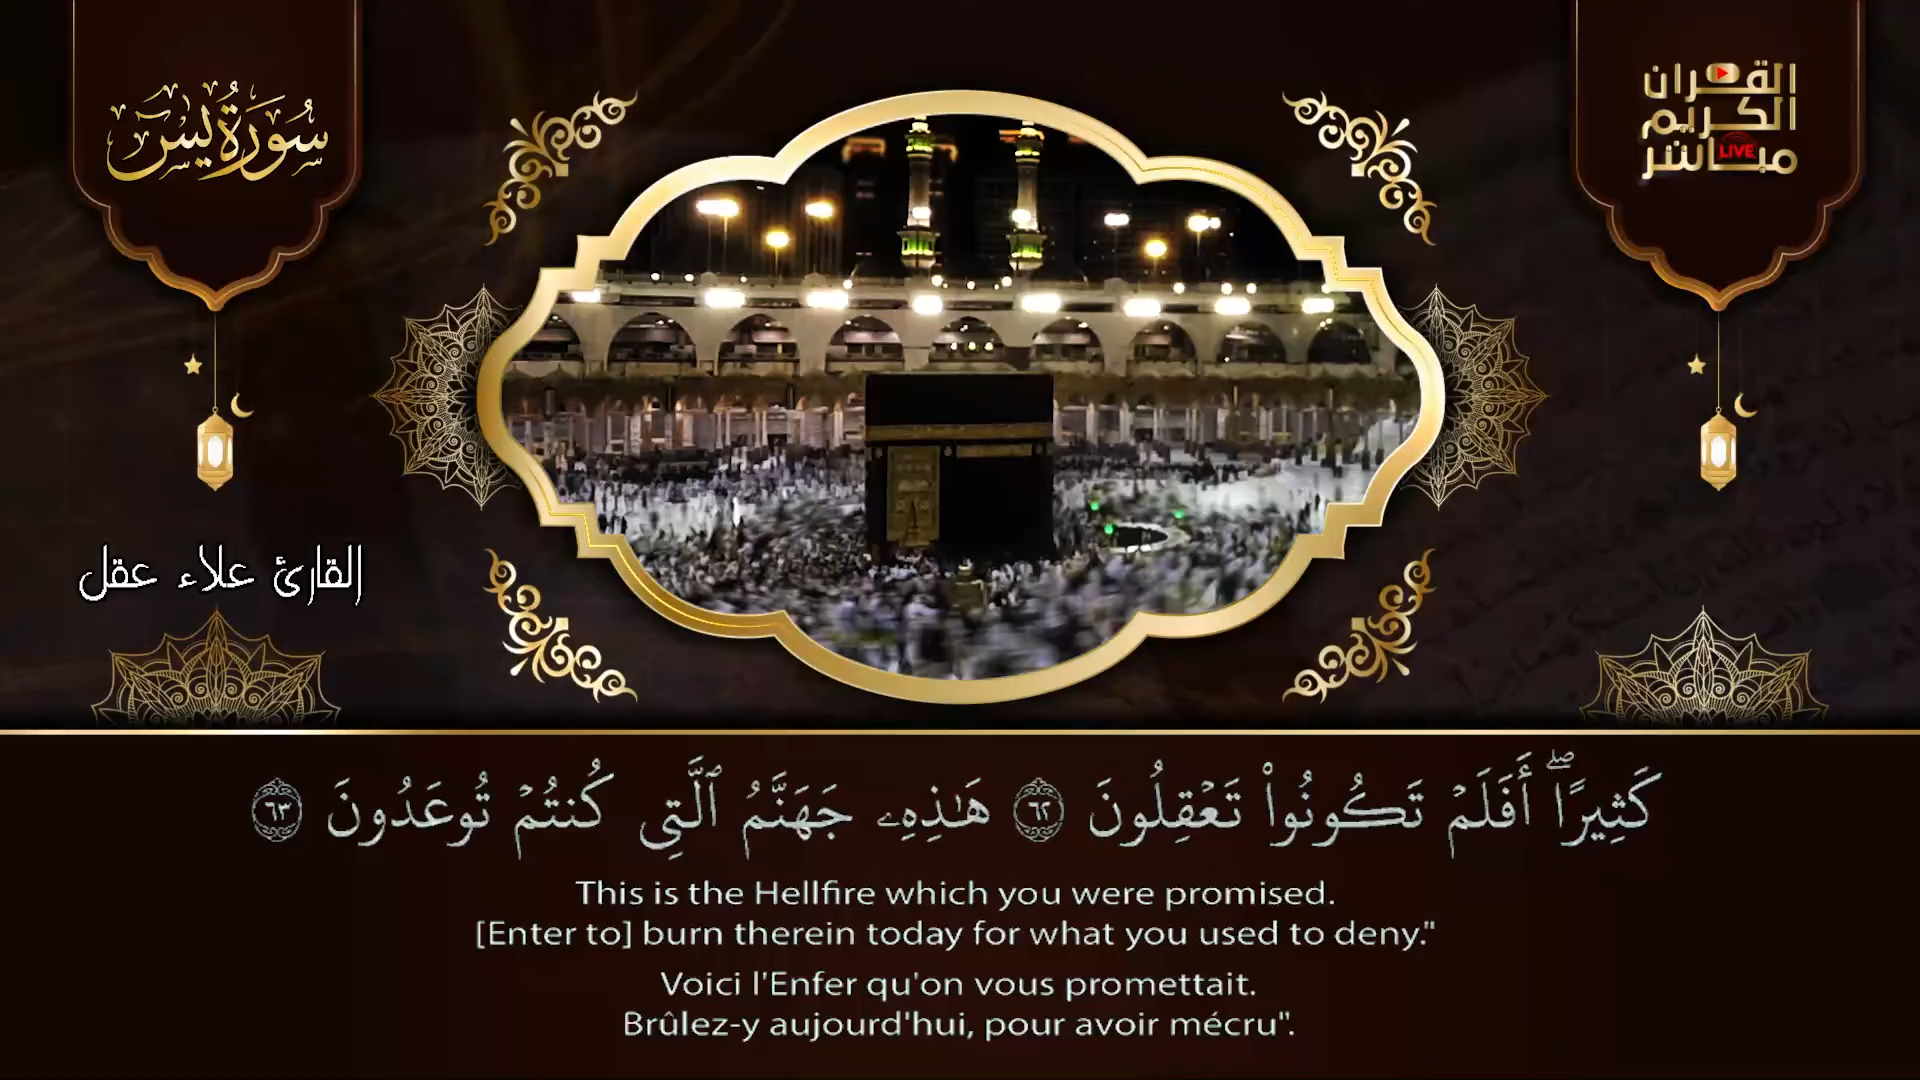 سُورَةُ يسٓ
القرآن
الكريم
مباشر
LIVE
القارئ علاء عقل
كَثِيرًاۖ أَفَلَمۡ تَكُونُواْ تَعۡقِلُونَ ٦٢ هَٰذِهِۦ جَهَنَّمُ ٱلَّتِي كُنتُمۡ تُوعَدُونَ ٦٣
This is the Hellfire which you were promised.
[Enter to] burn therein today for what you used to deny."
Voici l'Enfer qu'on vous promettait.
Brûlez-y aujourd'hui, pour avoir mécru".